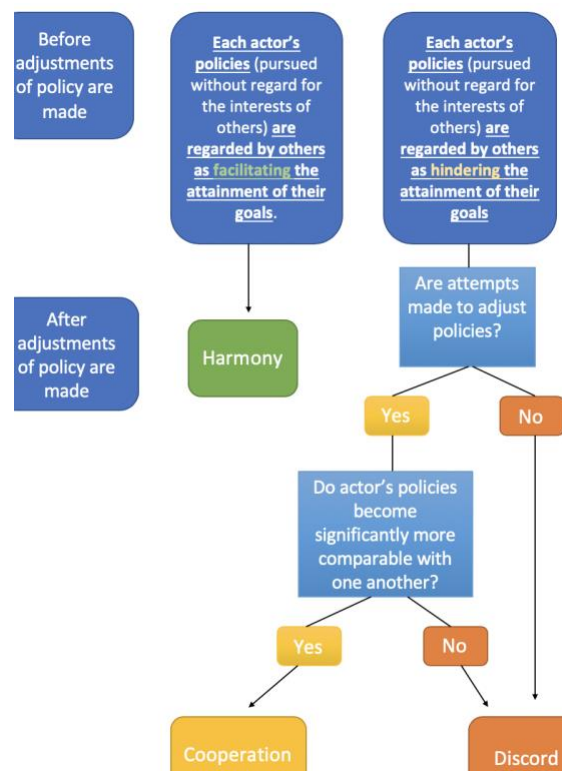 Before
adjustments
of policy are
made
Each actor's
policies (pursued
without regard for
the interests of
others) are
regarded by others
as facilitating the
attainment of their
goals.
Each actor's
policies (pursued
without regard for
the interests of
others) are
regarded by others
as hindering the
attainment of their
goals
After
adjustments
of policy are
made
Harmony
Are attempts
made to adjust
policies?
Yes
No
Do actor's policies
become
significantly more
comparable with
one another?
Yes
No
Cooperation
Discord